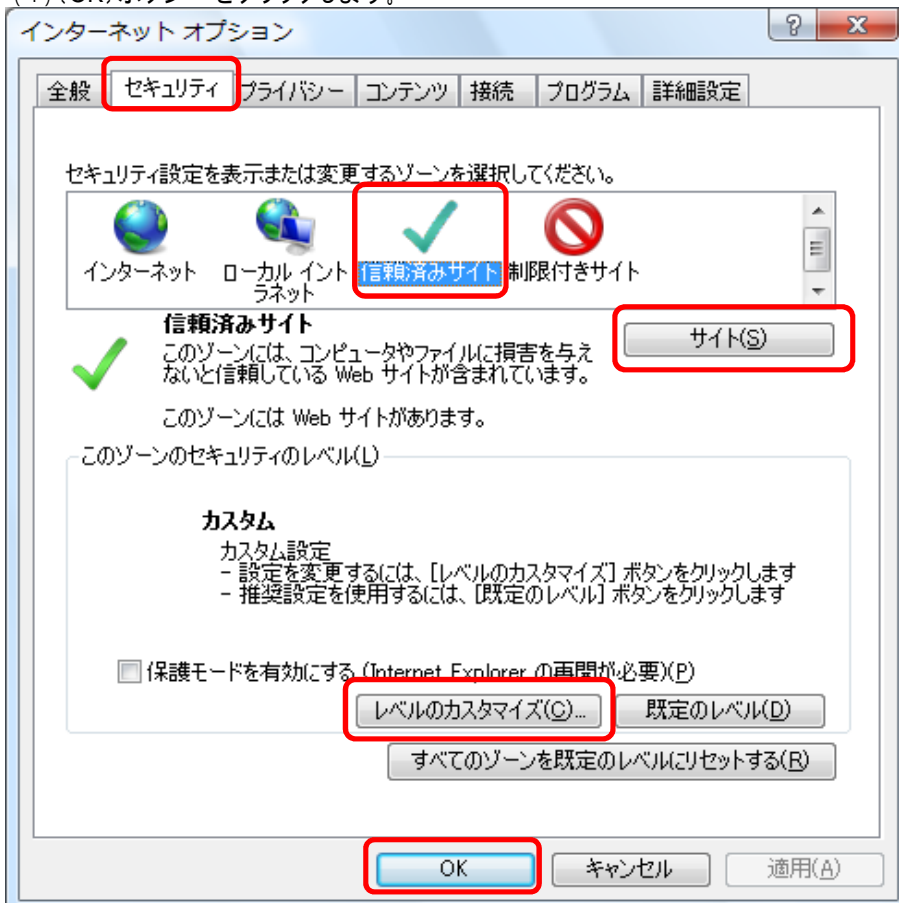 インターネット オプション
全般 セキュリティ プライバシー コンテンツ 接続 プログラム 詳細設定
セキュリティ設定を表示または変更するゾーンを選択してください。
インターネット ローカル イント 信頼済みサイト 制限付きサイト
ラネット
信頼済みサイト
サイト(S)
このゾーンには、コンピュータやファイルに損害を与え
ないと信頼している Web サイトが含まれています。
このゾーンには Web サイトがあります。
このゾーンのセキュリティのレベル(L)
カスタム
カスタム設定
- 設定を変更するには、[レベルのカスタマイズ] ボタンをクリックします
- 推奨設定を使用するには、[既定のレベル] ボタンをクリックします
保護モードを有効にする (Internet Explorer の再開が必要)(P)
レベルのカスタマイズ(C)... 既定のレベル(D)
すべてのゾーンを既定のレベルにリセットする(R)
OK キャンセル 適用(A)